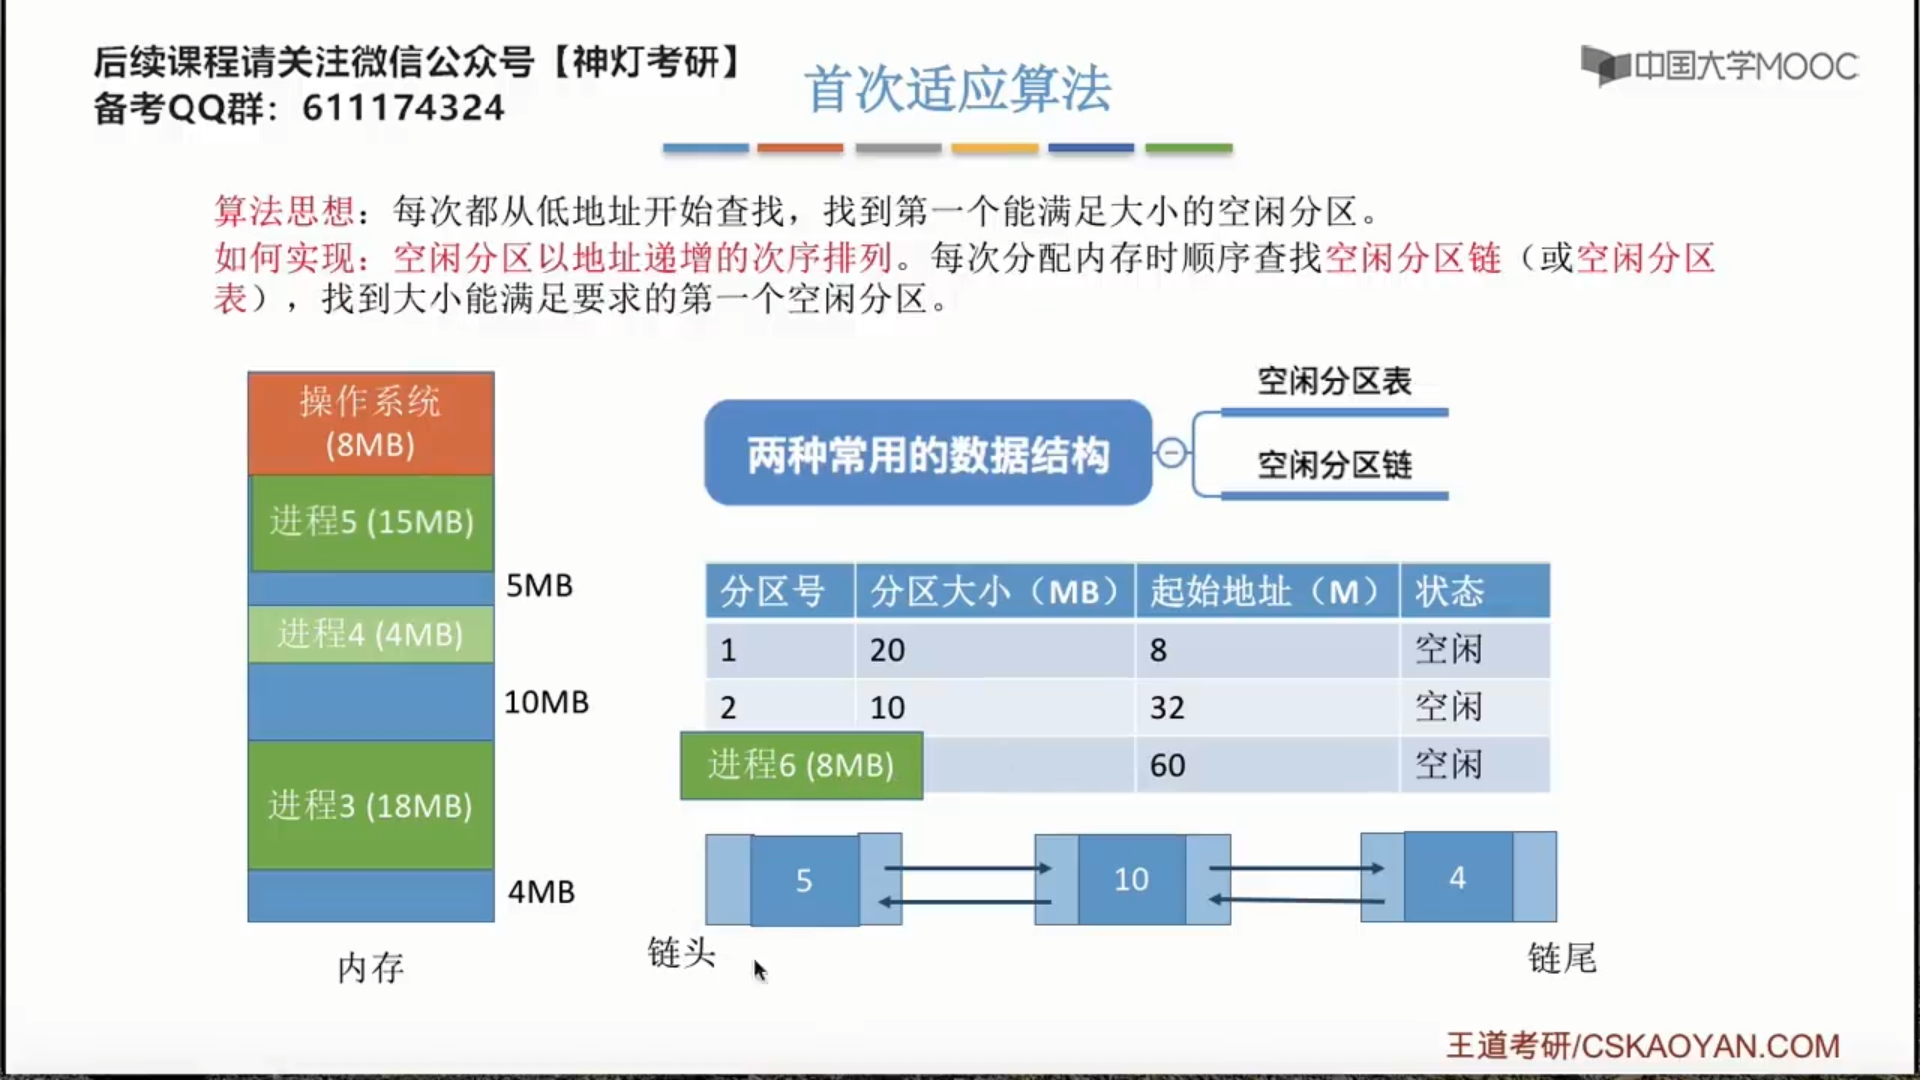 后续课程请关注微信公众号【神灯考研】
备考QQ群：611174324
首次适应算法
中国大学MOOC
算法思想：每次都从低地址开始查找，找到第一个能满足大小的空闲分区。
如何实现：空闲分区以地址递增的次序排列。每次分配内存时顺序查找空闲分区链（或空闲分区
表），找到大小能满足要求的第一个空闲分区。
操作系统
(8MB)
进程5 (15MB)
5MB
进程4 (4MB)
10MB
进程3 (18MB)
4MB
内存
两种常用的数据结构
空闲分区表
空闲分区链
分区号 分区大小（MB） 起始地址（M） 状态
1 20 8 空闲
2 10 32 空闲
60 空闲
进程6 (8MB)
5 10 4
链头
链尾
王道考研/CSKAOYAN.COM